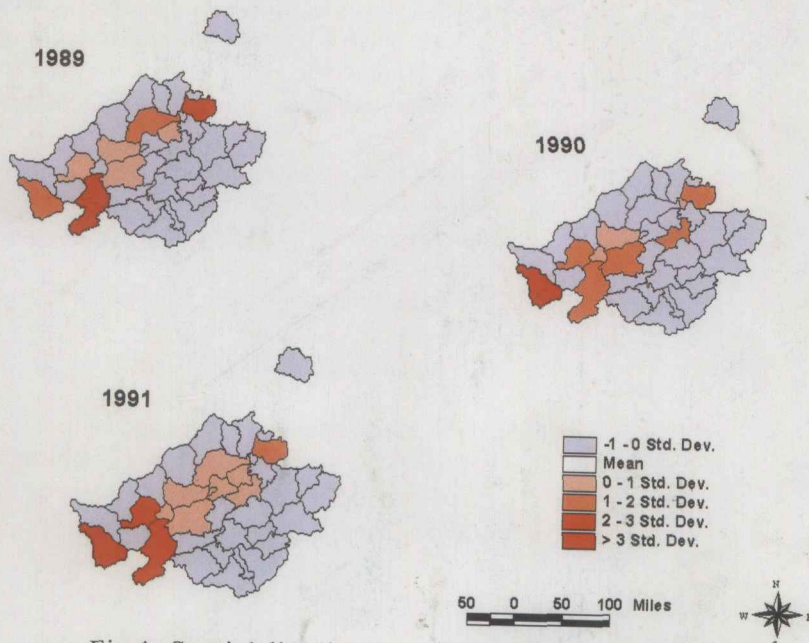 1989
1990
1991
-1 - 0 Std. Dev.
Mean
0 - 1 Std. Dev.
1 - 2 Std. Dev.
2 - 3 Std. Dev.
> 3 Std. Dev.
50 0 50 100 Miles
N
W